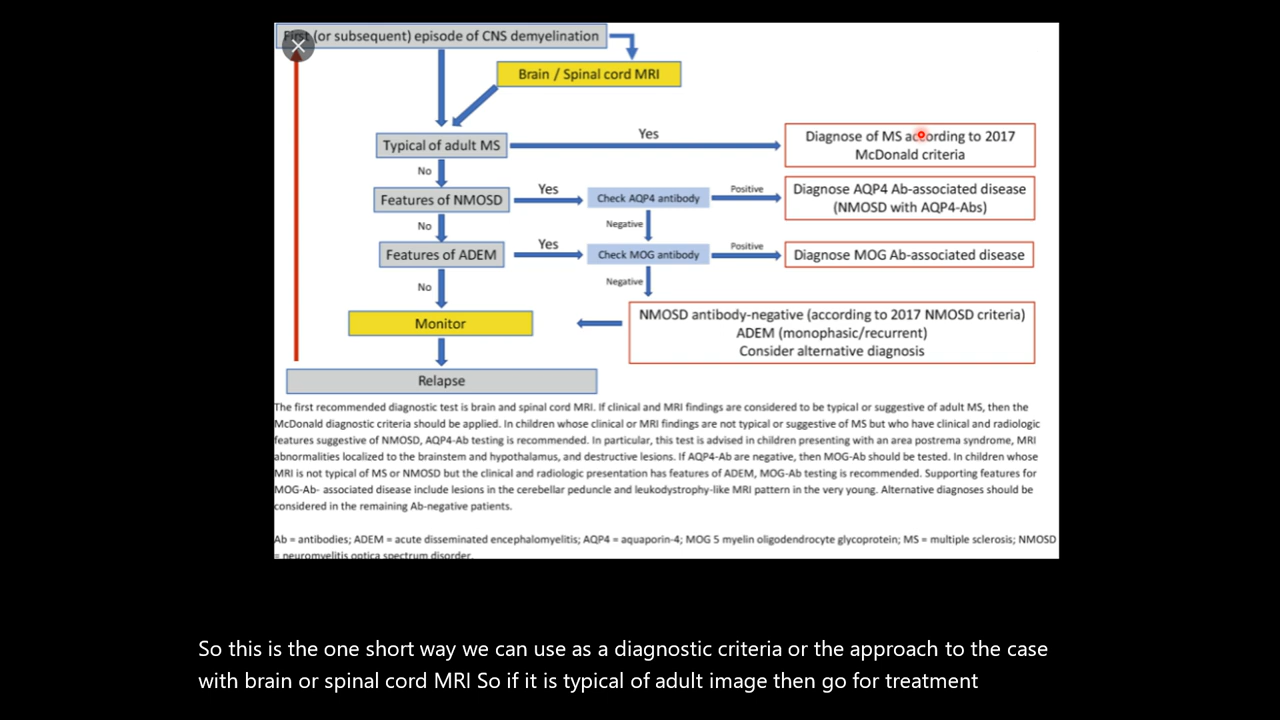 First (or subsequent) episode of CNS demyelination
Brain / Spinal cord MRI
Typical of adult MS
Yes
Diagnose of MS according to 2017
McDonald criteria
No
Features of NMOSD
Yes
Check AQP4 antibody
Positive
Diagnose AQP4 Ab-associated disease
(NMOSD with AQP4-Abs)
No
Negative
Features of ADEM
Yes
Check MOG antibody
Positive
Diagnose MOG Ab-associated disease
No
Negative
Monitor
NMOSD antibody-negative (according to 2017 NMOSD criteria)
ADEM (monophasic/recurrent)
Consider alternative diagnosis
Relapse
The first recommended diagnostic test is brain and spinal cord MRI. If clinical and MRI findings are considered to be typical or suggestive of adult MS, then the
McDonald diagnostic criteria should be applied. In children whose clinical or MRI findings are not typical or suggestive of MS but who have clinical and radiologic
features suggestive of NMOSD, AQP4-Ab testing is recommended. In particular, this test is advised in children presenting with an area postrema syndrome, MRI
abnormalities localized to the brainstem and hypothalamus, and destructive lesions. If AQP4-Ab are negative, then MOG-Ab should be tested. In children whose
MRI is not typical of MS or NMOSD but the clinical and radiologic presentation has features of ADEM, MOG-Ab testing is recommended. Supporting features for
MOG-Ab- associated disease include lesions in the cerebellar peduncle and leukodystrophy-like MRI pattern in the very young. Alternative diagnoses should be
considered in the remaining Ab-negative patients.
Ab = antibodies; ADEM = acute disseminated encephalomyelitis; AQP4 = aquaporin-4; MOG 5 myelin oligodendrocyte glycoprotein; MS = multiple sclerosis; NMOSD
= neuromyelitis optica spectrum disorder.
So this is the one short way we can use as a diagnostic criteria or the approach to the case
with brain or spinal cord MRI So if it is typical of adult image then go for treatment